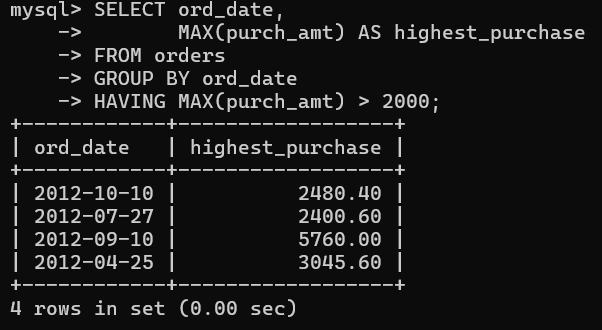 mysql> SELECT ord_date,
    ->        MAX(purch_amt) AS highest_purchase
    -> FROM orders
    -> GROUP BY ord_date
    -> HAVING MAX(purch_amt) > 2000;
+------------+------------------+
| ord_date   | highest_purchase |
+------------+------------------+
| 2012-10-10 |          2480.40 |
| 2012-07-27 |          2400.60 |
| 2012-09-10 |          5760.00 |
| 2012-04-25 |          3045.60 |
+------------+------------------+
4 rows in set (0.00 sec)